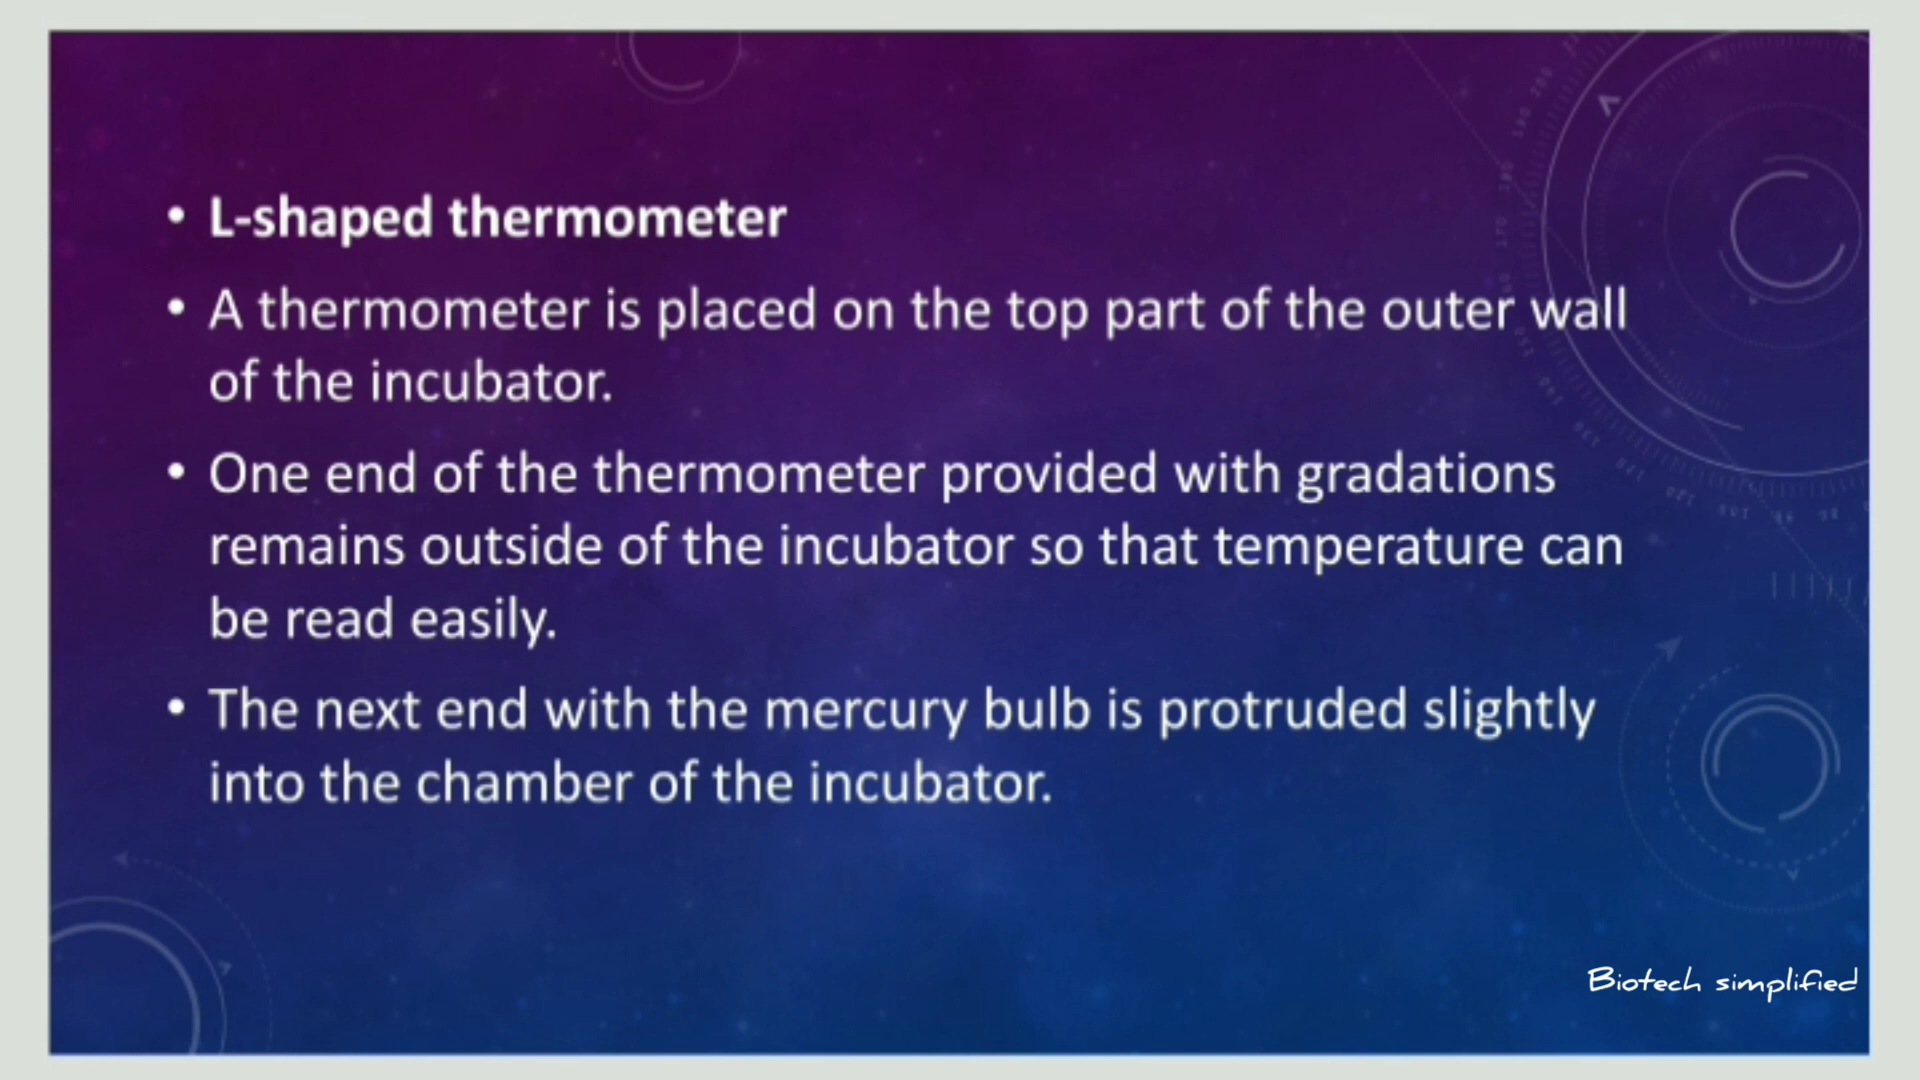 • L-shaped thermometer
• A thermometer is placed on the top part of the outer wall
of the incubator.
• One end of the thermometer provided with gradations
remains outside of the incubator so that temperature can
be read easily.
• The next end with the mercury bulb is protruded slightly
into the chamber of the incubator.
Biotech simplified